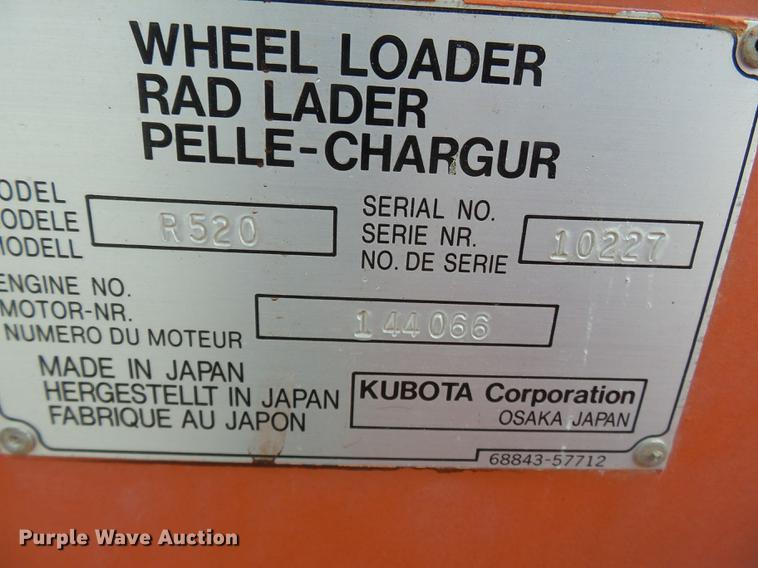 WHEEL LOADER
RAD LADER
PELLE-CHARGUR
ODEL
MODELE
MODELL
R520
SERIAL NO.
SERIE NR.
NO. DE SERIE
10227
ENGINE NO.
MOTOR-NR.
NUMERO DU MOTEUR
144066
MADE IN JAPAN
HERGESTELLT IN JAPAN
FABRIQUE AU JAPON
KUBOTA Corporation
OSAKA JAPAN
68843-57712
Purple Wave Auction